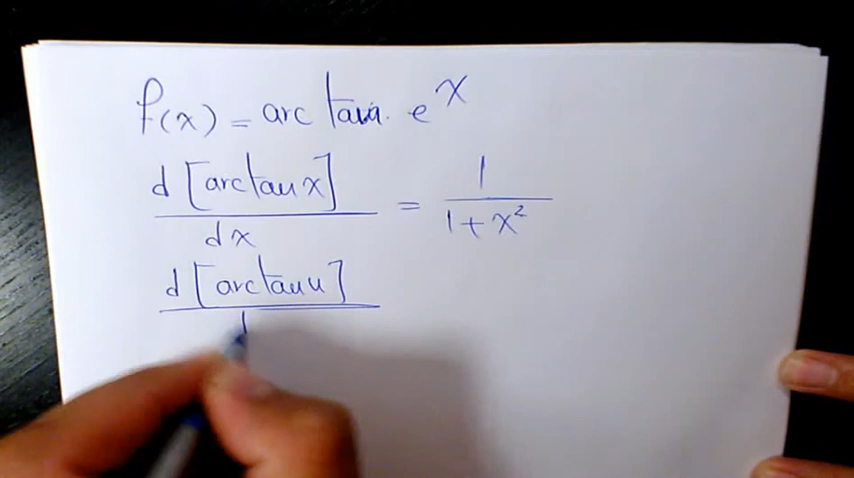 f(x) = arc tan. e^x
d [arctan x] / dx = 1 / 1 + x²
d [arctan u]